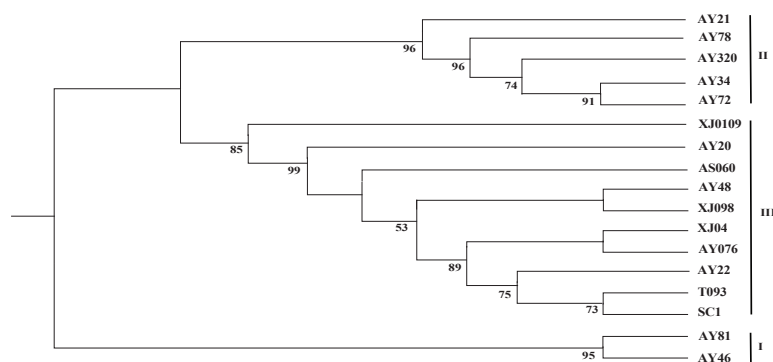 AY21
AY78
96
II
AY320
96
AY34
74
AY72
91
XJ0109
85
AY20
99
AS060
AY48
XJ098
III
53
XJ04
AY076
89
AY22
75
T093
73
SC1
AY81
I
95
AY46